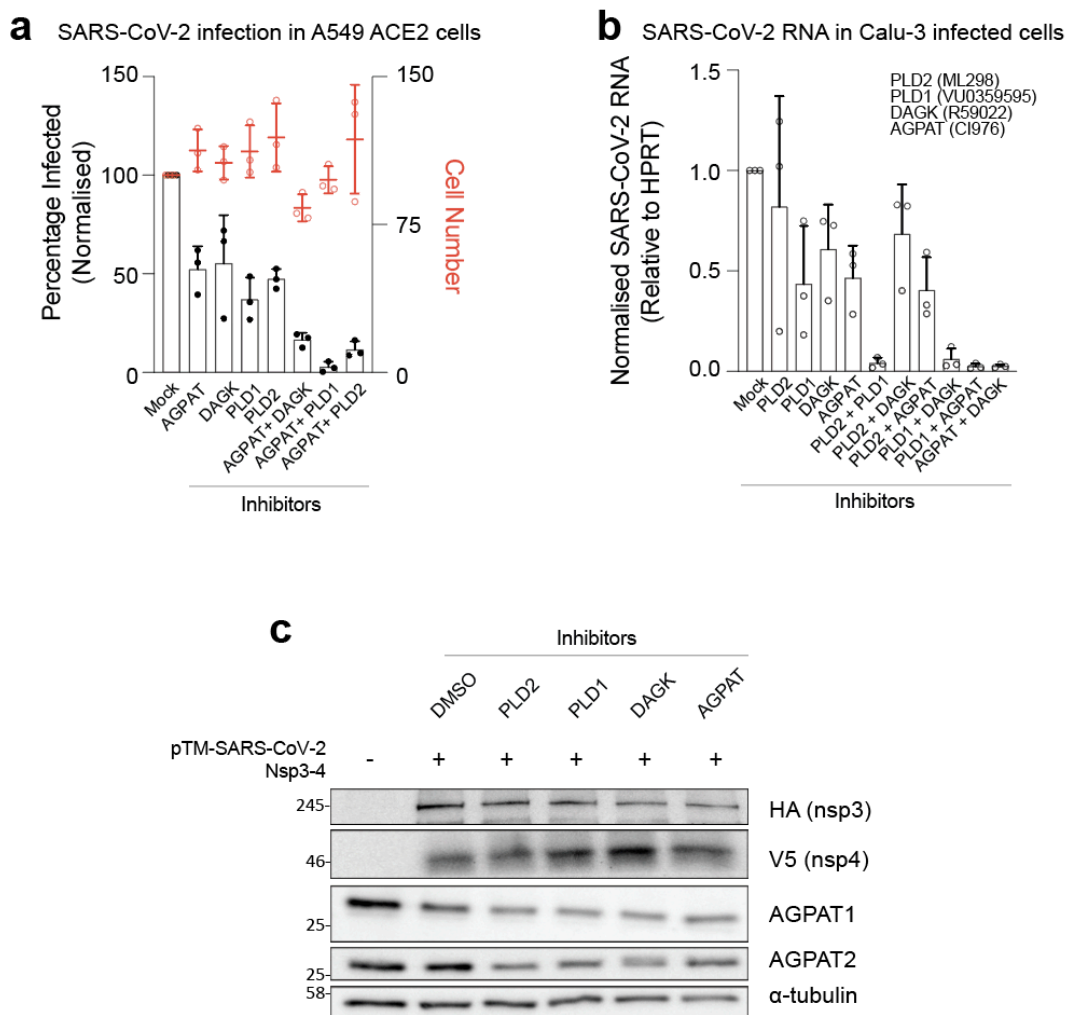 a
SARS-CoV-2 infection in A549 ACE2 cells
Percentage Infected
(Normalised)
150
100
50
0
150
75
0
Cell Number
Mock
AGPAT
DAGK
PLD1
PLD2
AGPAT+ DAGK
AGPAT+ PLD1
AGPAT+ PLD2
Inhibitors
b
SARS-CoV-2 RNA in Calu-3 infected cells
Normalised SARS-CoV-2 RNA
(Relative to HPRT)
1.5
1.0
0.5
0.0
PLD2 (ML298)
PLD1 (VU0359595)
DAGK (R59022)
AGPAT (CI976)
Mock
PLD2
PLD1
DAGK
AGPAT
PLD2 + PLD1
PLD2 + DAGK
PLD2 + AGPAT
PLD1 + DAGK
PLD1 + AGPAT
AGPAT + DAGK
Inhibitors
c
Inhibitors
DMSO
PLD2
PLD1
DAGK
AGPAT
pTM-SARS-CoV-2
Nsp3-4
- + + + + +
245-
HA (nsp3)
46-
V5 (nsp4)
25-
AGPAT1
25-
AGPAT2
58-
α-tubulin